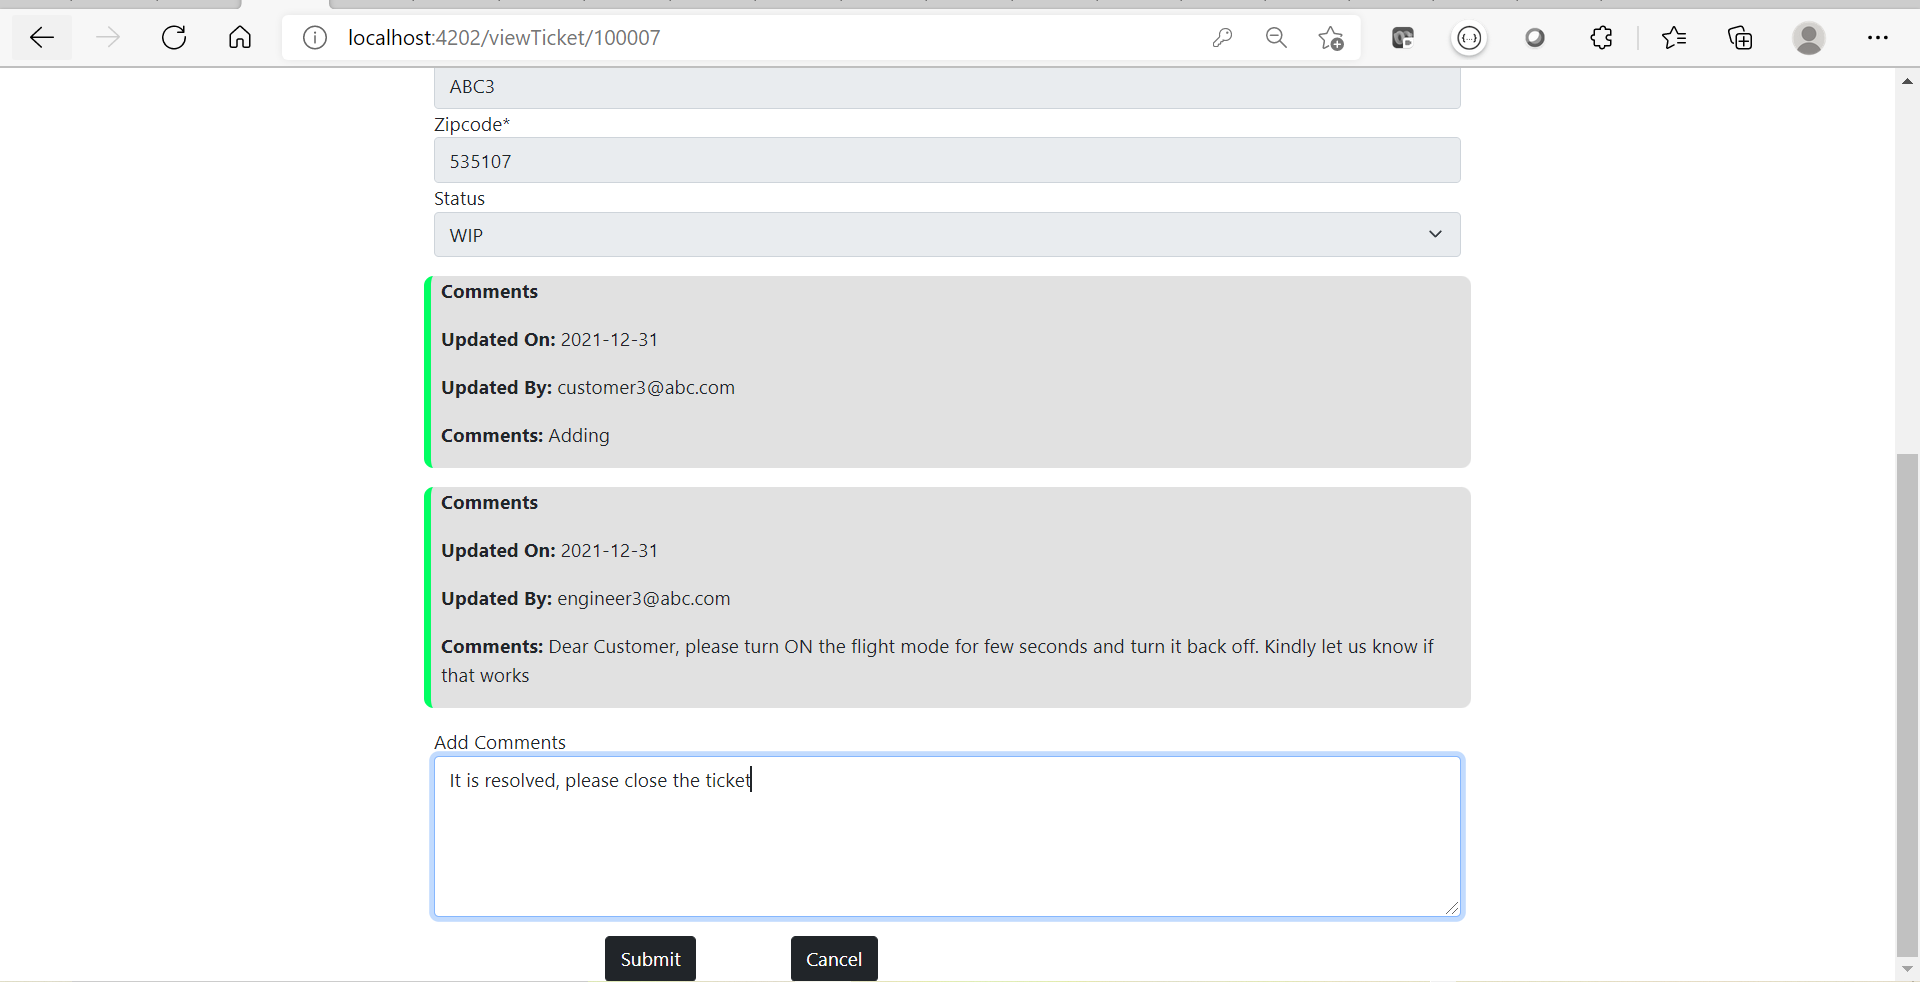 localhost:4202/viewTicket/100007
ABC3
Zipcode*
535107
Status
WIP
Comments
Updated On: 2021-12-31
Updated By: customer3@abc.com
Comments: Adding
Comments
Updated On: 2021-12-31
Updated By: engineer3@abc.com
Comments: Dear Customer, please turn ON the flight mode for few seconds and turn it back off. Kindly let us know if
that works
Add Comments
It is resolved, please close the ticket
Submit Cancel